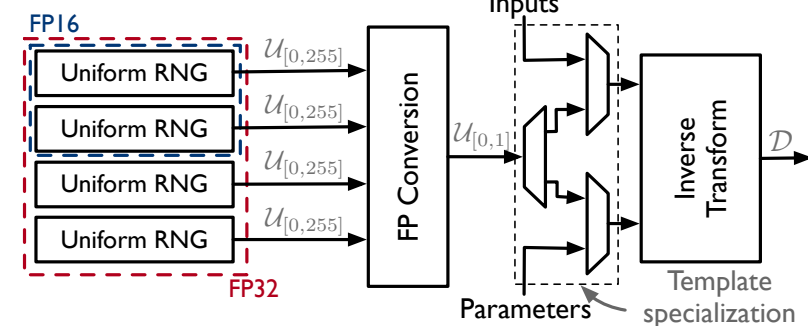 Inputs
FP16
Uniform RNG
𝒰[0,255]
Uniform RNG
𝒰[0,255]
Uniform RNG
𝒰[0,255]
Uniform RNG
𝒰[0,255]
FP32
FP Conversion
𝒰[0,1]
Inverse
Transform
𝒟
Parameters
Template
specialization